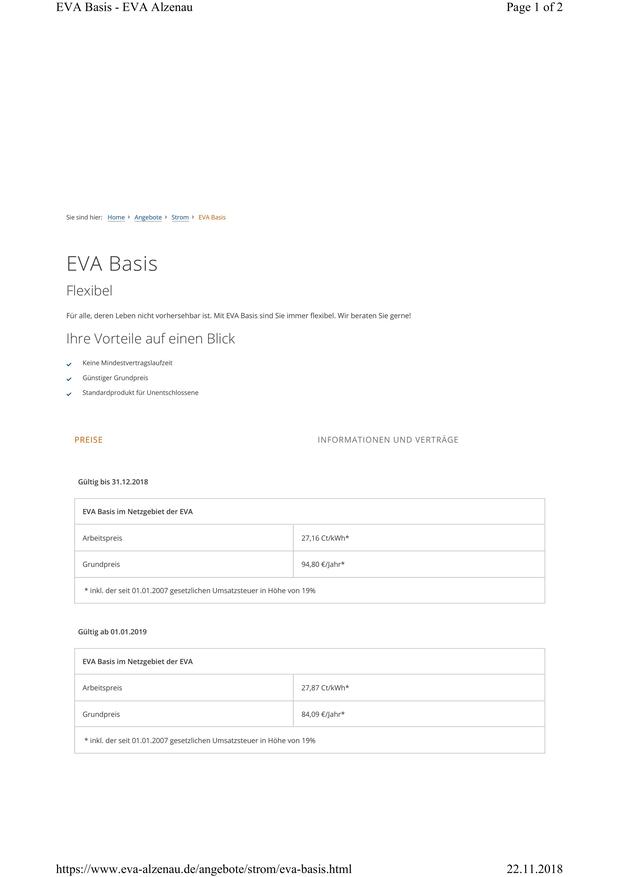 EVA Basis - EVA Alzenau Page 1 of 2
Sie sind hier: Home › Angebote › Strom › EVA Basis
EVA Basis
Flexibel
Für alle, deren Leben nicht vorhersehbar ist. Mit EVA Basis sind Sie immer flexibel. Wir beraten Sie gerne!
Ihre Vorteile auf einen Blick
Keine Mindestvertragslaufzeit
Günstiger Grundpreis
Standardprodukt für Unentschlossene
PREISE INFORMATIONEN UND VERTRÄGE
Gültig bis 31.12.2018
EVA Basis im Netzgebiet der EVA
Arbeitspreis 27,16 Ct/kWh*
Grundpreis 94,80 €/Jahr*
* inkl. der seit 01.01.2007 gesetzlichen Umsatzsteuer in Höhe von 19%
Gültig ab 01.01.2019
EVA Basis im Netzgebiet der EVA
Arbeitspreis 27,87 Ct/kWh*
Grundpreis 84,09 €/Jahr*
* inkl. der seit 01.01.2007 gesetzlichen Umsatzsteuer in Höhe von 19%
https://www.eva-alzenau.de/angebote/strom/eva-basis.html 22.11.2018